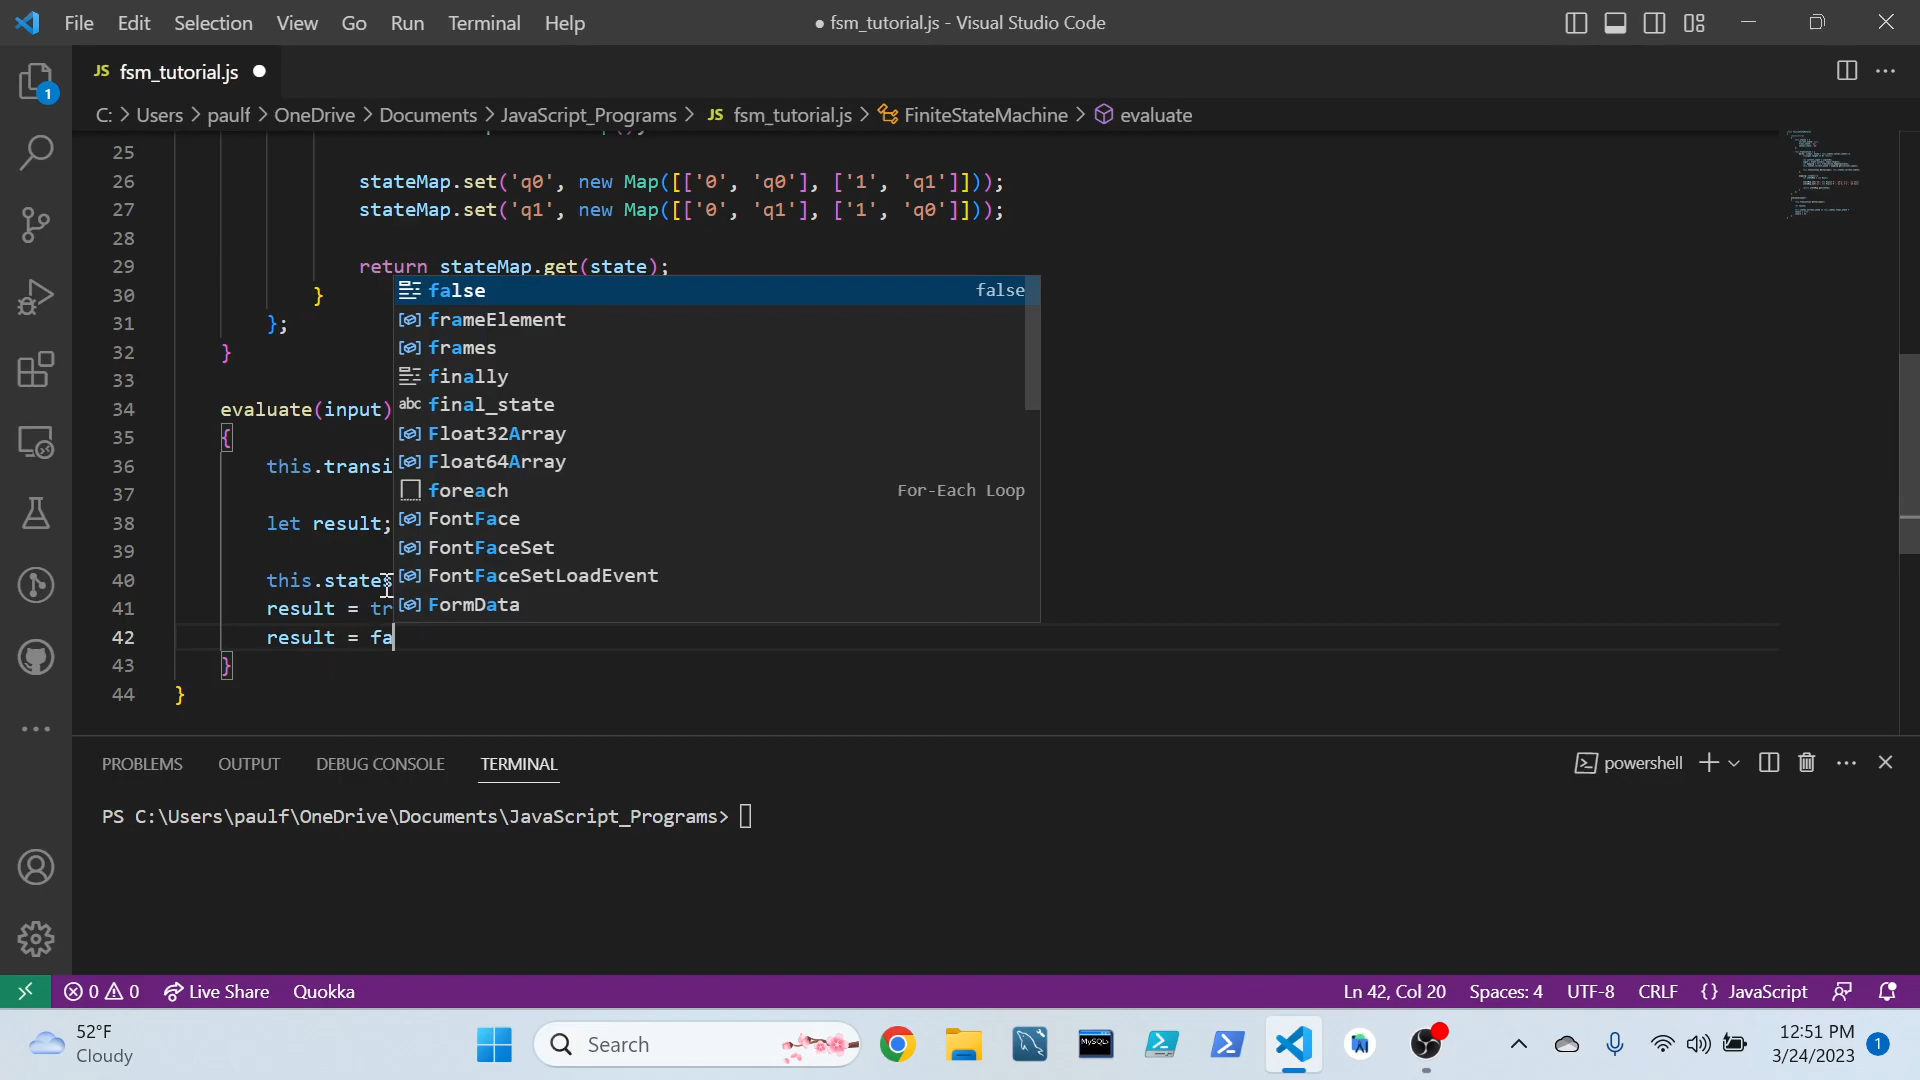 File Edit Selection View Go Run Terminal Help
● fsm_tutorial.js - Visual Studio Code
1
JS fsm_tutorial.js ●
C: > Users > paulf > OneDrive > Documents > JavaScript_Programs > JS fsm_tutorial.js > FiniteStateMachine > evaluate
25
26 stateMap.set('q0', new Map([['0', 'q0'], ['1', 'q1']]));
27 stateMap.set('q1', new Map([['0', 'q1'], ['1', 'q0']]));
28
29 return stateMap.get(state);
30 }
31 };
32 }
33
34 evaluate(input)
35 {
36 this.transi
37
38 let result;
39
40 this.states
41 result = tr
42 result = fa
43 }
44 }
false false
frameElement
frames
finally
abc final_state
Float32Array
Float64Array
foreach For-Each Loop
FontFace
FontFaceSet
FontFaceSetLoadEvent
FormData
PROBLEMS OUTPUT DEBUG CONSOLE TERMINAL
powershell
PS C:\Users\paulf\OneDrive\Documents\JavaScript_Programs>
0 0 Live Share Quokka
Ln 42, Col 20 Spaces: 4 UTF-8 CRLF {} JavaScript
52°F
Cloudy
Search
MySQL
12:51 PM
3/24/2023
1